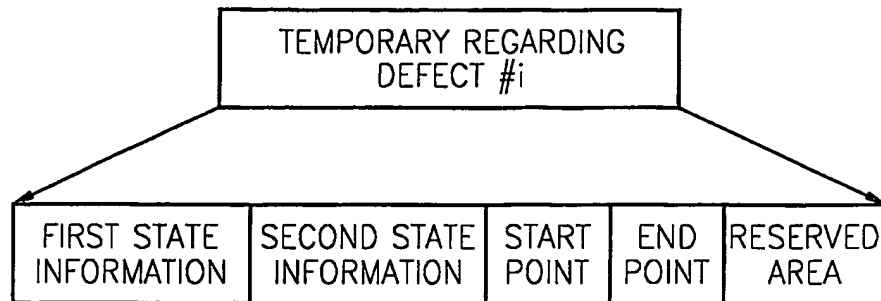 TEMPORARY REGARDING
DEFECT #i
FIRST STATE
INFORMATION
SECOND STATE
INFORMATION
START
POINT
END
POINT
RESERVED
AREA